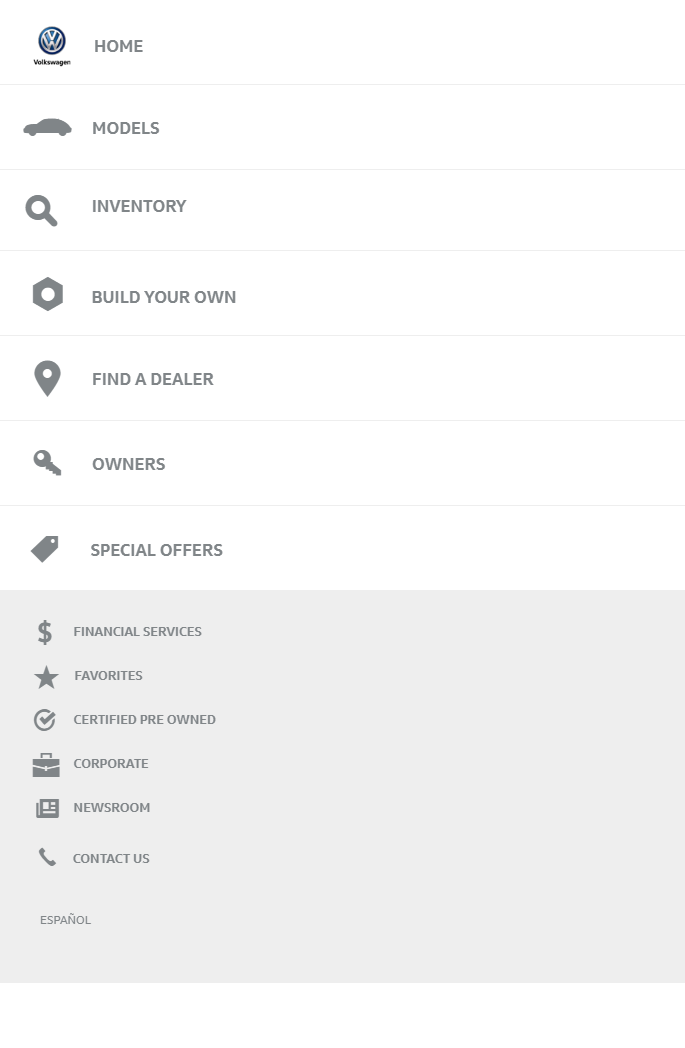 Volkswagen
HOME
MODELS
INVENTORY
BUILD YOUR OWN
FIND A DEALER
OWNERS
SPECIAL OFFERS
$ FINANCIAL SERVICES
FAVORITES
CERTIFIED PRE OWNED
CORPORATE
NEWSROOM
CONTACT US
ESPAÑOL